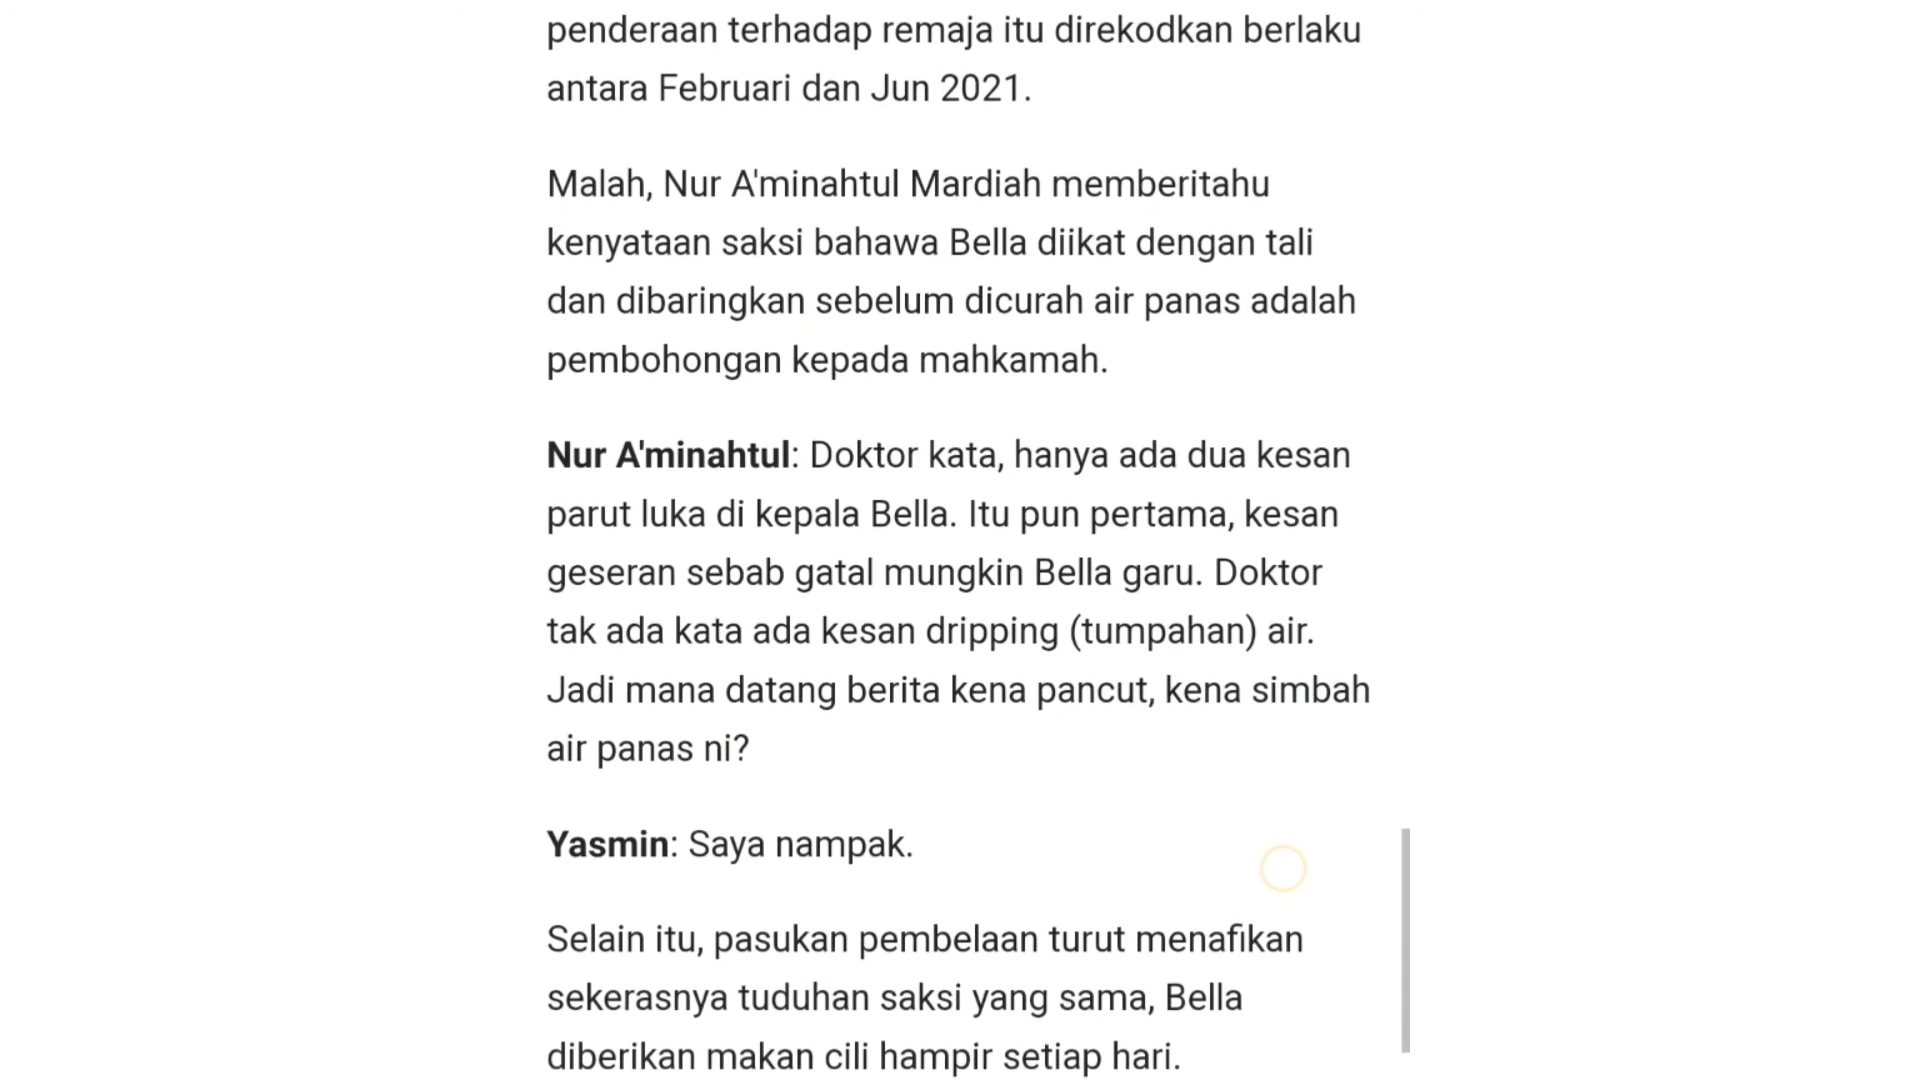 penderaan terhadap remaja itu direkodkan berlaku
antara Februari dan Jun 2021.
Malah, Nur A'minahtul Mardiah memberitahu
kenyataan saksi bahawa Bella diikat dengan tali
dan dibaringkan sebelum dicurah air panas adalah
pembohongan kepada mahkamah.
Nur A'minahtul: Doktor kata, hanya ada dua kesan
parut luka di kepala Bella. Itu pun pertama, kesan
geseran sebab gatal mungkin Bella garu. Doktor
tak ada kata ada kesan dripping (tumpahan) air.
Jadi mana datang berita kena pancut, kena simbah
air panas ni?
Yasmin: Saya nampak.
Selain itu, pasukan pembelaan turut menafikan
sekerasnya tuduhan saksi yang sama, Bella
diberikan makan cili hampir setiap hari.